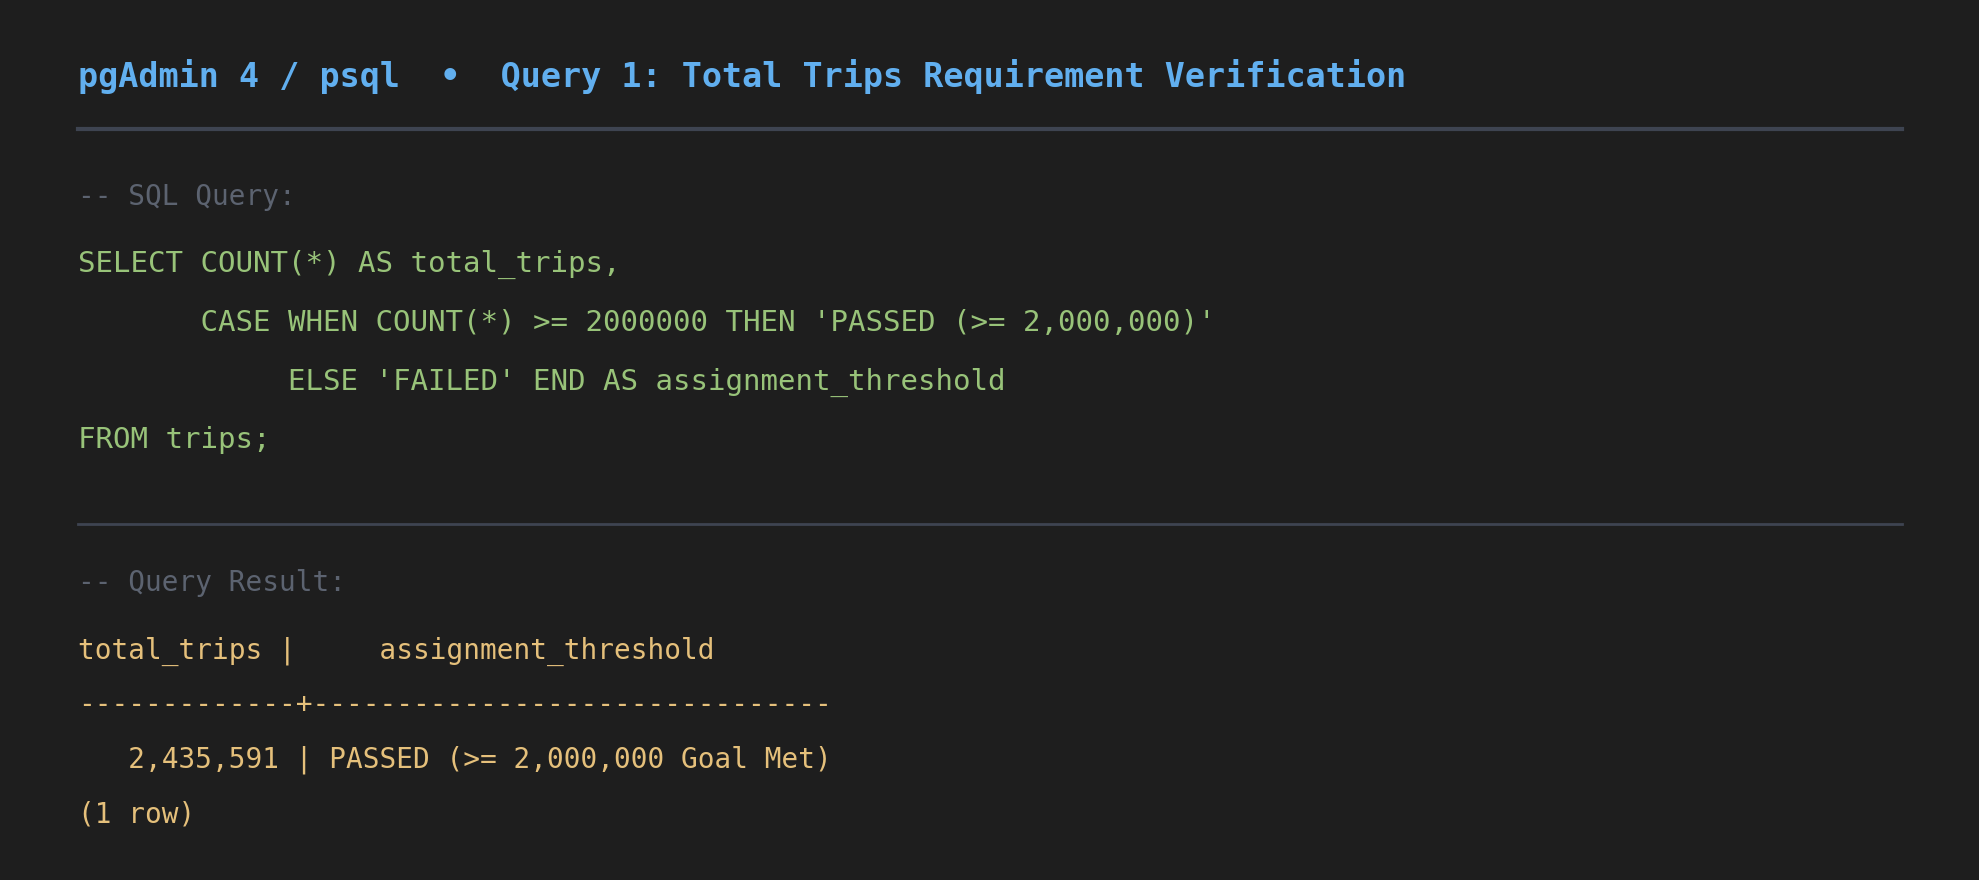 pgAdmin 4 / psql  •  Query 1: Total Trips Requirement Verification
-- SQL Query:
SELECT COUNT(*) AS total_trips,
       CASE WHEN COUNT(*) >= 2000000 THEN 'PASSED (>= 2,000,000)'
            ELSE 'FAILED' END AS assignment_threshold
FROM trips;
-- Query Result:
total_trips |     assignment_threshold
-------------+-------------------------------
   2,435,591 | PASSED (>= 2,000,000 Goal Met)
(1 row)